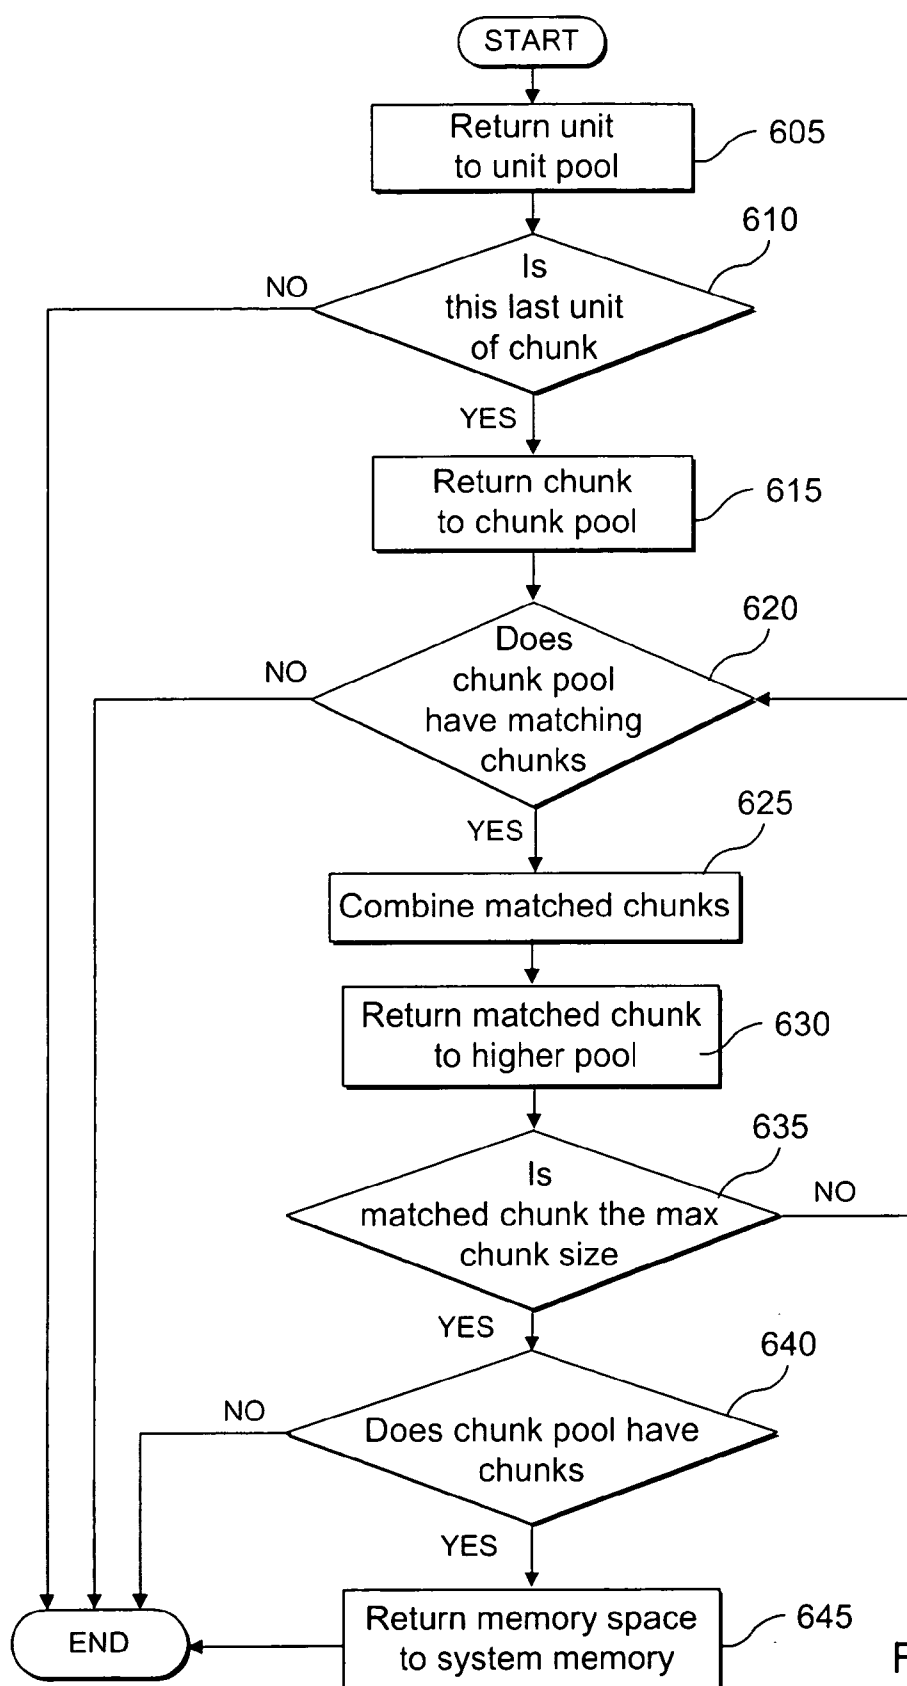 START
Return unit
to unit pool
605
610
Is
this last unit
of chunk
NO
YES
Return chunk
to chunk pool
615
620
Does
chunk pool
have matching
chunks
NO
YES
625
Combine matched chunks
Return matched chunk
to higher pool
630
635
Is
matched chunk the max
chunk size
NO
YES
640
Does chunk pool have
chunks
NO
YES
Return memory space
to system memory
645
END